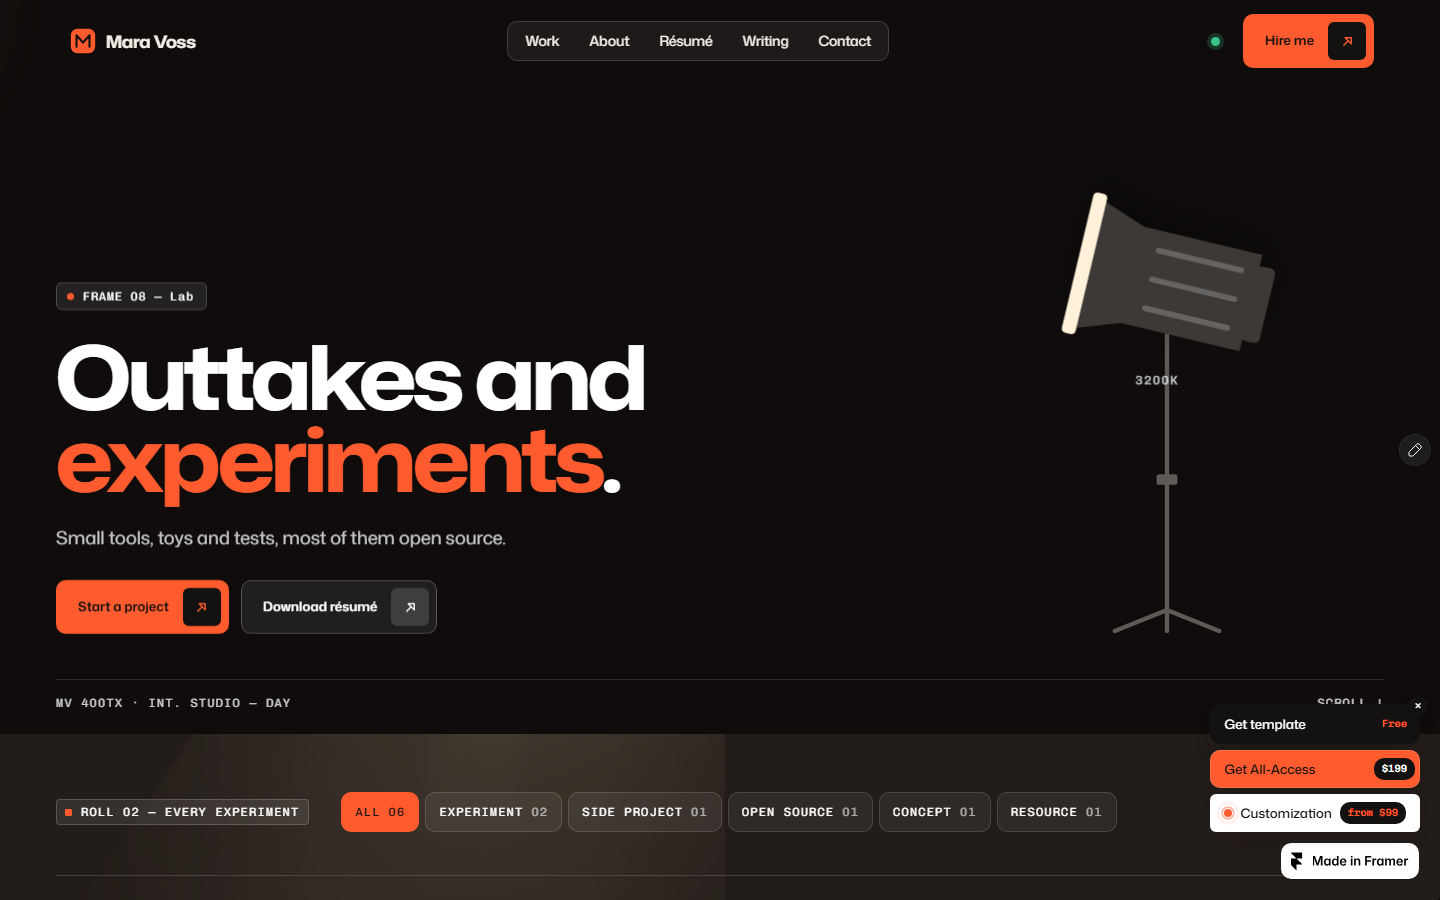 Mara Voss
Work About Résumé Writing Contact
Hire me
FRAME 08 — Lab
Outtakes and
experiments.
Small tools, toys and tests, most of them open source.
Start a project
Download résumé
3200K
MV 400TX · INT. STUDIO — DAY
SCROLL ↓
Get template Free
Get All-Access $199
Customization from $99
Made in Framer
ROLL 02 — EVERY EXPERIMENT
ALL 06
EXPERIMENT 02
SIDE PROJECT 01
OPEN SOURCE 01
CONCEPT 01
RESOURCE 01